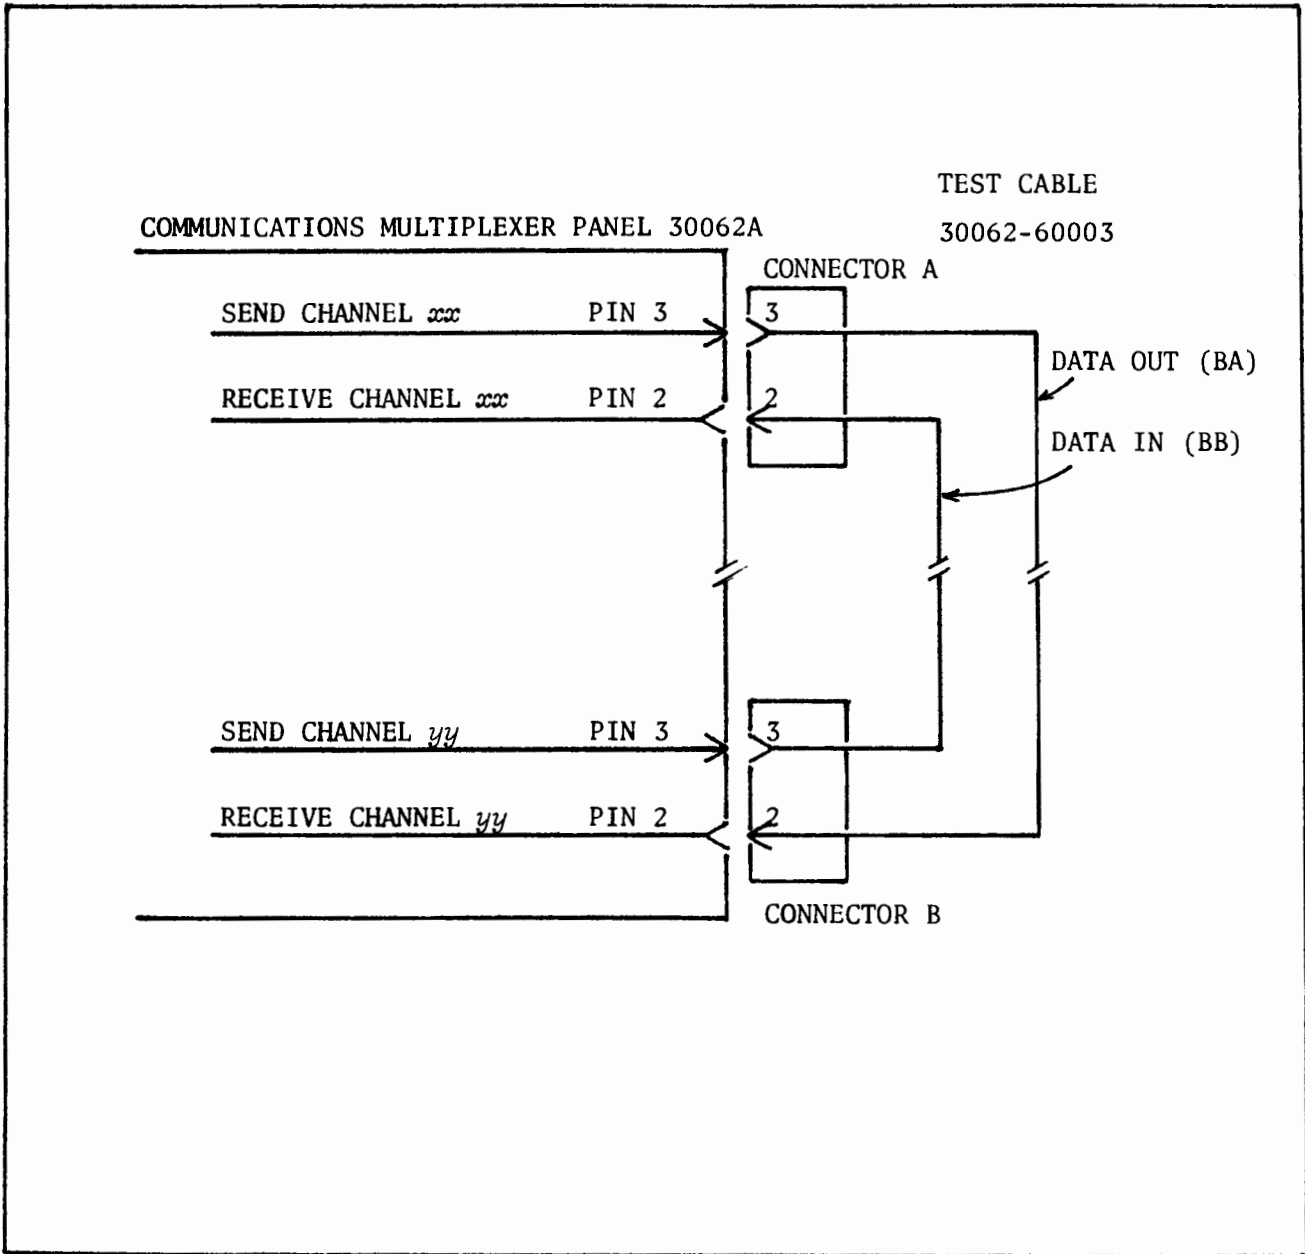 TEST CABLE
COMMUNICATIONS MULTIPLEXER PANEL 30062A
30062-60003
CONNECTOR A
SEND CHANNEL xx PIN 3
3
DATA OUT (BA)
RECEIVE CHANNEL xx PIN 2
2
DATA IN (BB)
SEND CHANNEL yy PIN 3
3
RECEIVE CHANNEL yy PIN 2
2
CONNECTOR B